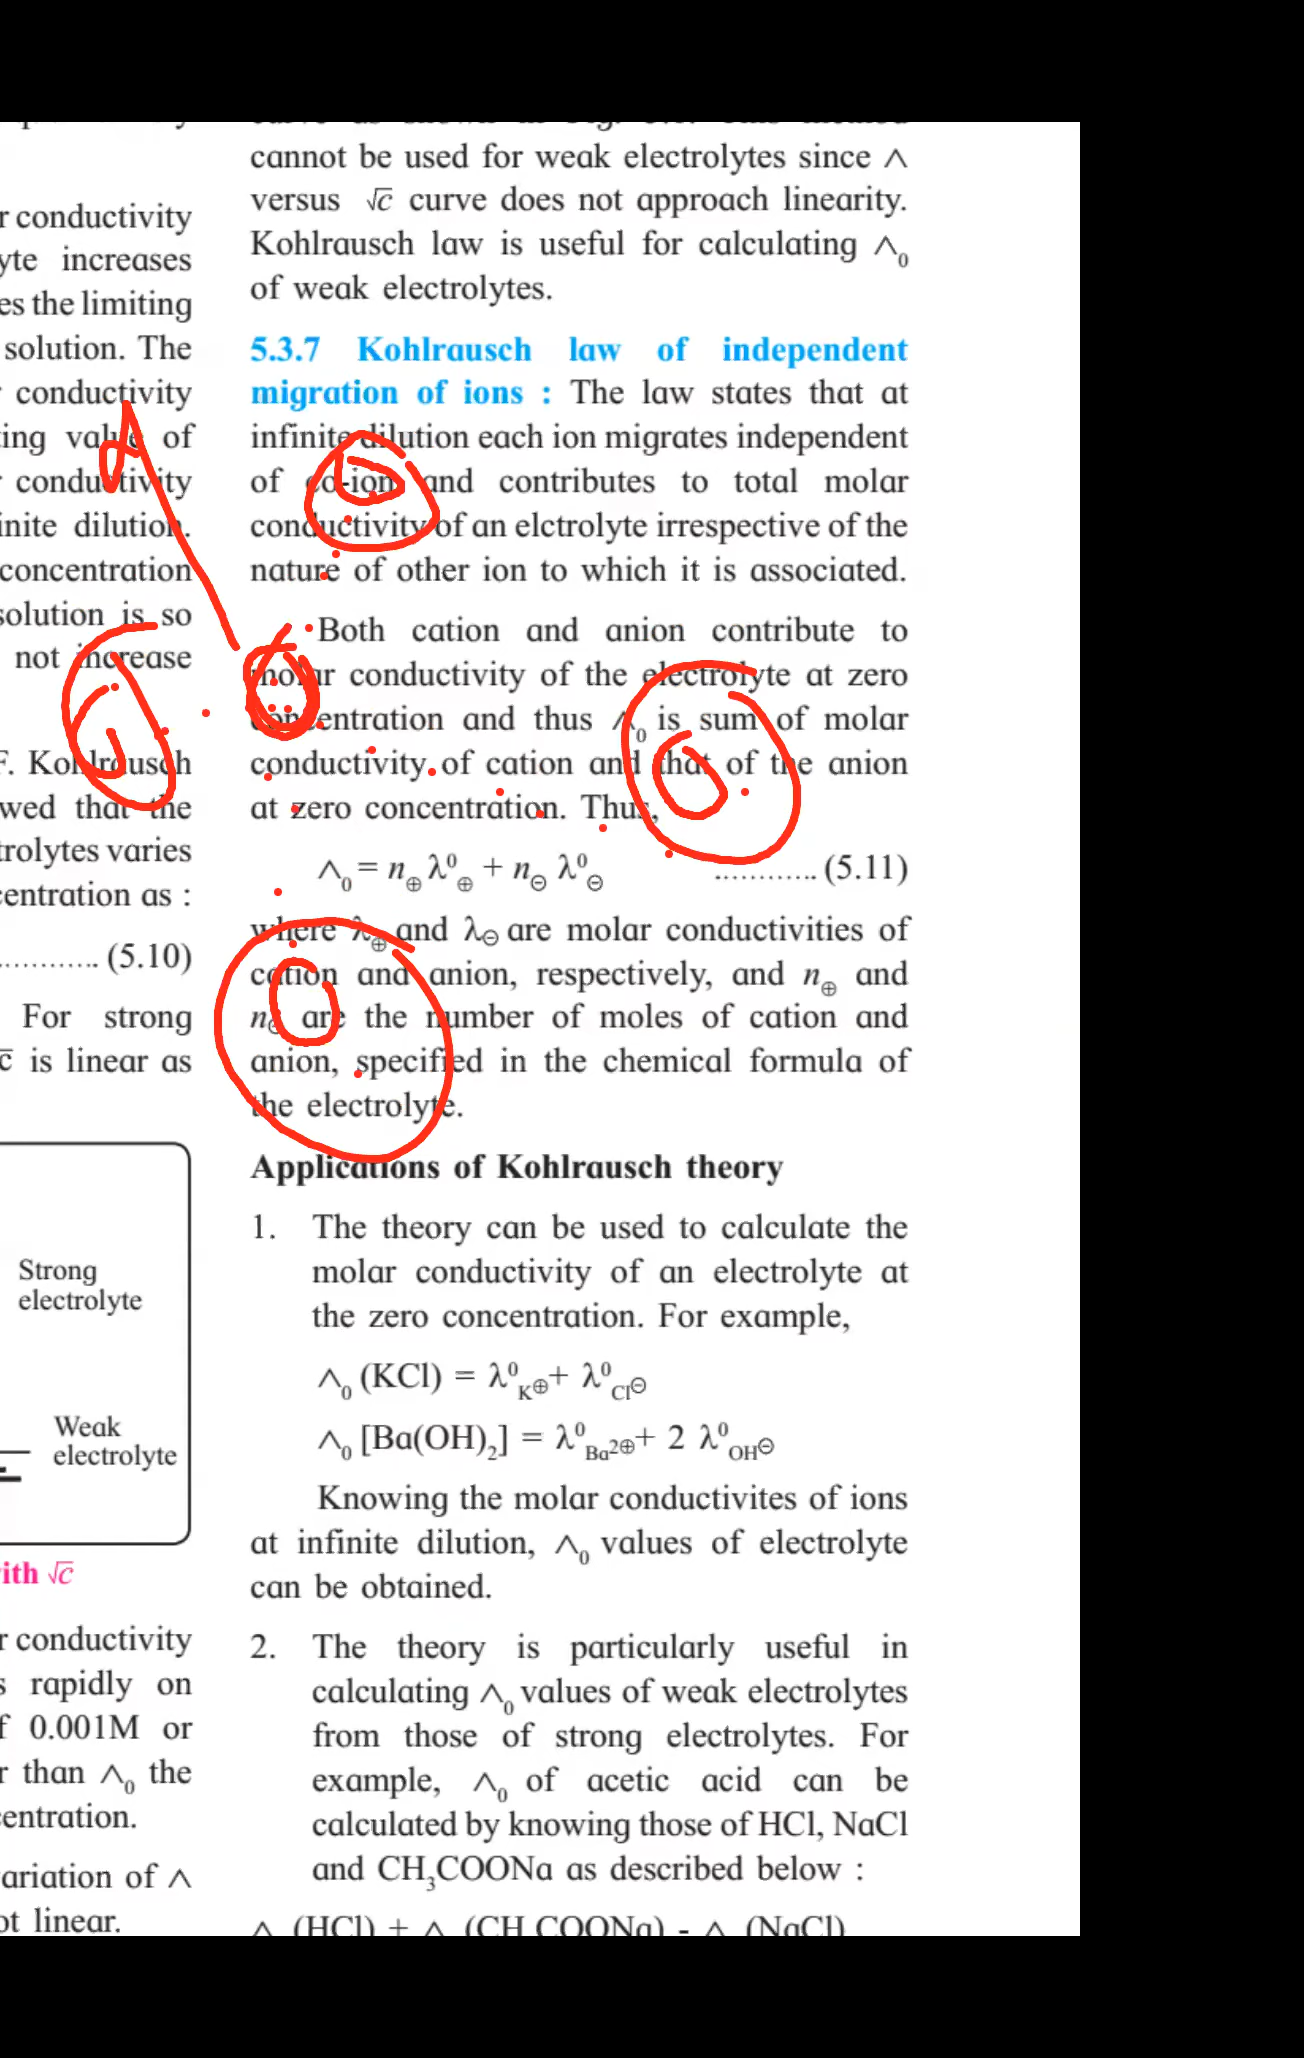 r conductivity
yte increases
es the limiting
solution. The
conductivity
ing value of
conductivity
finite dilution.
concentration
solution is so
not increase
F. Kohlrausch
wed that the
trolytes varies
centration as :
............ (5.10)
For strong
c is linear as
Strong
electrolyte
Weak
electrolyte
ith √c
r conductivity
s rapidly on
f 0.001M or
r than ∧₀ the
centration.
ariation of ∧
ot linear.
cannot be used for weak electrolytes since ∧
versus √c curve does not approach linearity.
Kohlrausch law is useful for calculating ∧₀
of weak electrolytes.
5.3.7 Kohlrausch law of independent
migration of ions : The law states that at
infinite dilution each ion migrates independent
of co-ion and contributes to total molar
conductivity of an elctrolyte irrespective of the
nature of other ion to which it is associated.
Both cation and anion contribute to
molar conductivity of the electrolyte at zero
concentration and thus ∧₀ is sum of molar
conductivity of cation and that of the anion
at zero concentration. Thus,
∧₀ = n⊕ λ⁰⊕ + n⊖ λ⁰⊖ ............ (5.11)
where λ⊕ and λ⊖ are molar conductivities of
cation and anion, respectively, and n⊕ and
n⊖ are the number of moles of cation and
anion, specified in the chemical formula of
the electrolyte.
Applications of Kohlrausch theory
1. The theory can be used to calculate the
molar conductivity of an electrolyte at
the zero concentration. For example,
∧₀ (KCl) = λ⁰K⊕ + λ⁰Cl⊖
∧₀ [Ba(OH)₂] = λ⁰Ba²⊕ + 2 λ⁰OH⊖
Knowing the molar conductivites of ions
at infinite dilution, ∧₀ values of electrolyte
can be obtained.
2. The theory is particularly useful in
calculating ∧₀ values of weak electrolytes
from those of strong electrolytes. For
example, ∧₀ of acetic acid can be
calculated by knowing those of HCl, NaCl
and CH₃COONa as described below :
∧ (HCl) + ∧ (CH COONa) - ∧ (NaCl)